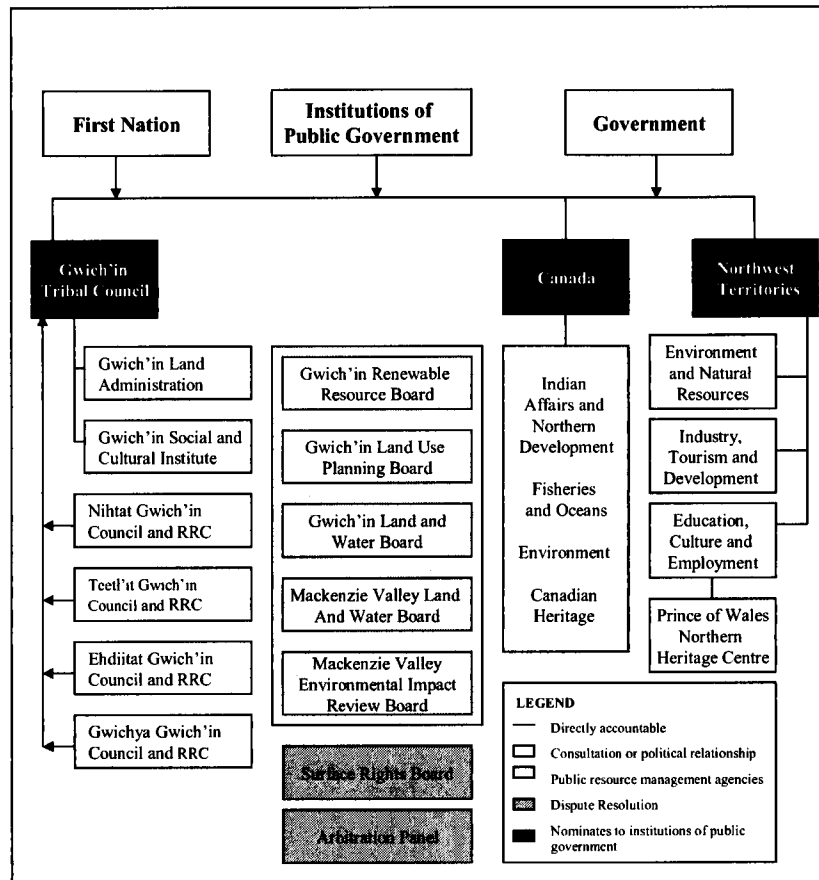 First Nation
Institutions of
Public Government
Government
Gwich'in
Tribal Council
Canada
Northwest
Territories
Gwich'in Land
Administration
Gwich'in Social and
Cultural Institute
Nihtat Gwich'in
Council and RRC
Teetł'it Gwich'in
Council and RRC
Ehdiitat Gwich'in
Council and RRC
Gwichya Gwich'in
Council and RRC
Gwich'in Renewable
Resource Board
Gwich'in Land Use
Planning Board
Gwich'in Land and
Water Board
Mackenzie Valley Land
And Water Board
Mackenzie Valley
Environmental Impact
Review Board
Surface Rights Board
Arbitration Panel
Indian
Affairs and
Northern
Development
Fisheries
and Oceans
Environment
Canadian
Heritage
Environment
and Natural
Resources
Industry,
Tourism and
Development
Education,
Culture and
Employment
Prince of Wales
Northern
Heritage Centre
LEGEND
Directly accountable
Consultation or political relationship
Public resource management agencies
Dispute Resolution
Nominates to institutions of public
government